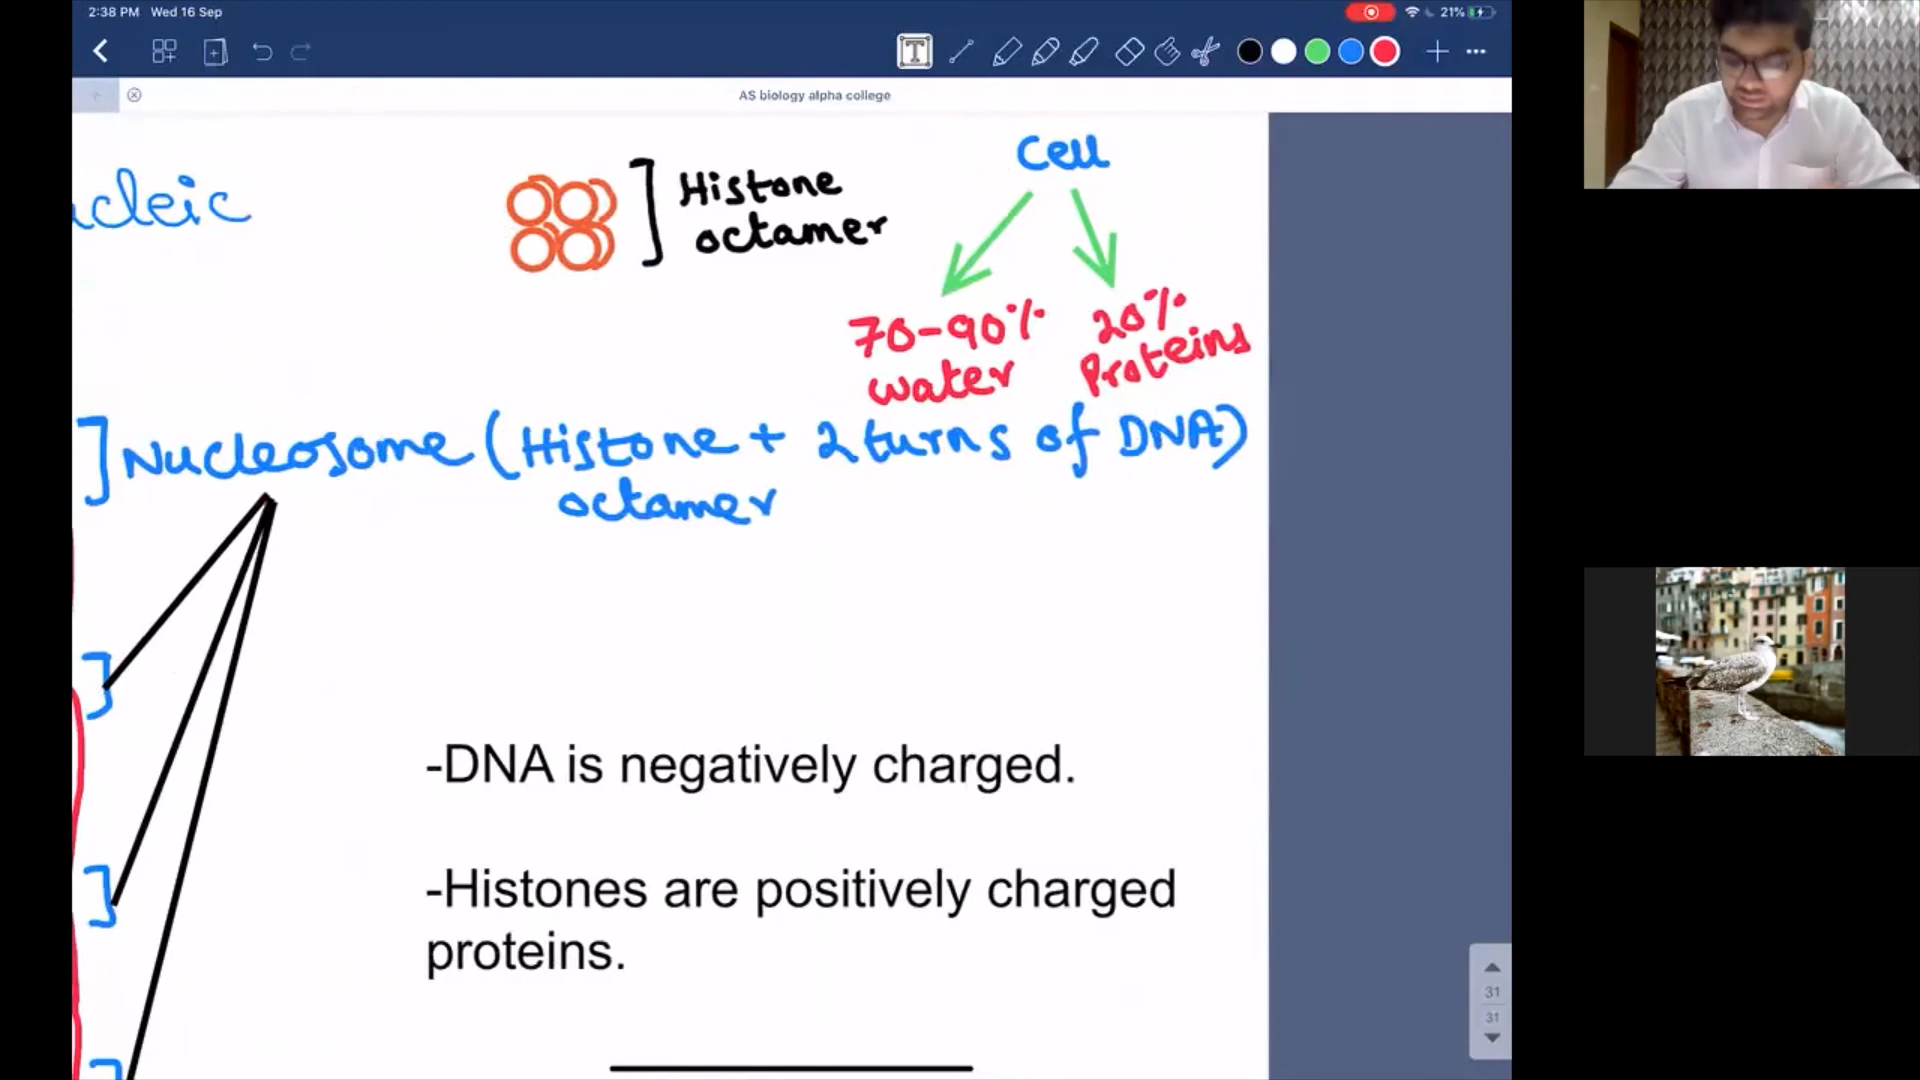 2:38 PM Wed 16 Sep
21%
T
AS biology alpha college
cleic
Histone
octamer
Cell
70-90%
water
20%
Proteins
Nucleosome (Histone + 2 turns of DNA)
octamer
-DNA is negatively charged.
-Histones are positively charged
proteins.
31
31